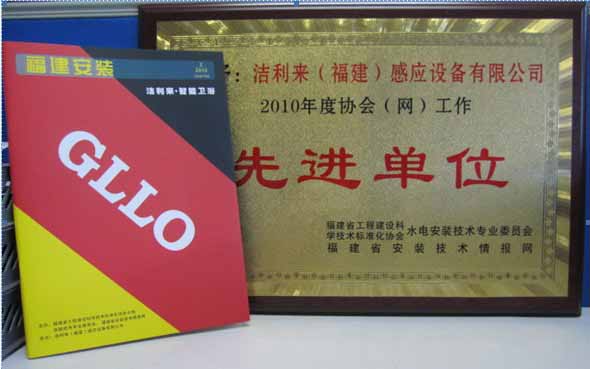 福建安装
1
2010
洁利来·智能卫浴
GLLO
：洁利来（福建）感应设备有限公司
2010年度协会（网）工作
先进单位
福建省工程建设科
学技术标准化协会 水电安装技术专业委员会
福建省安装技术情报网